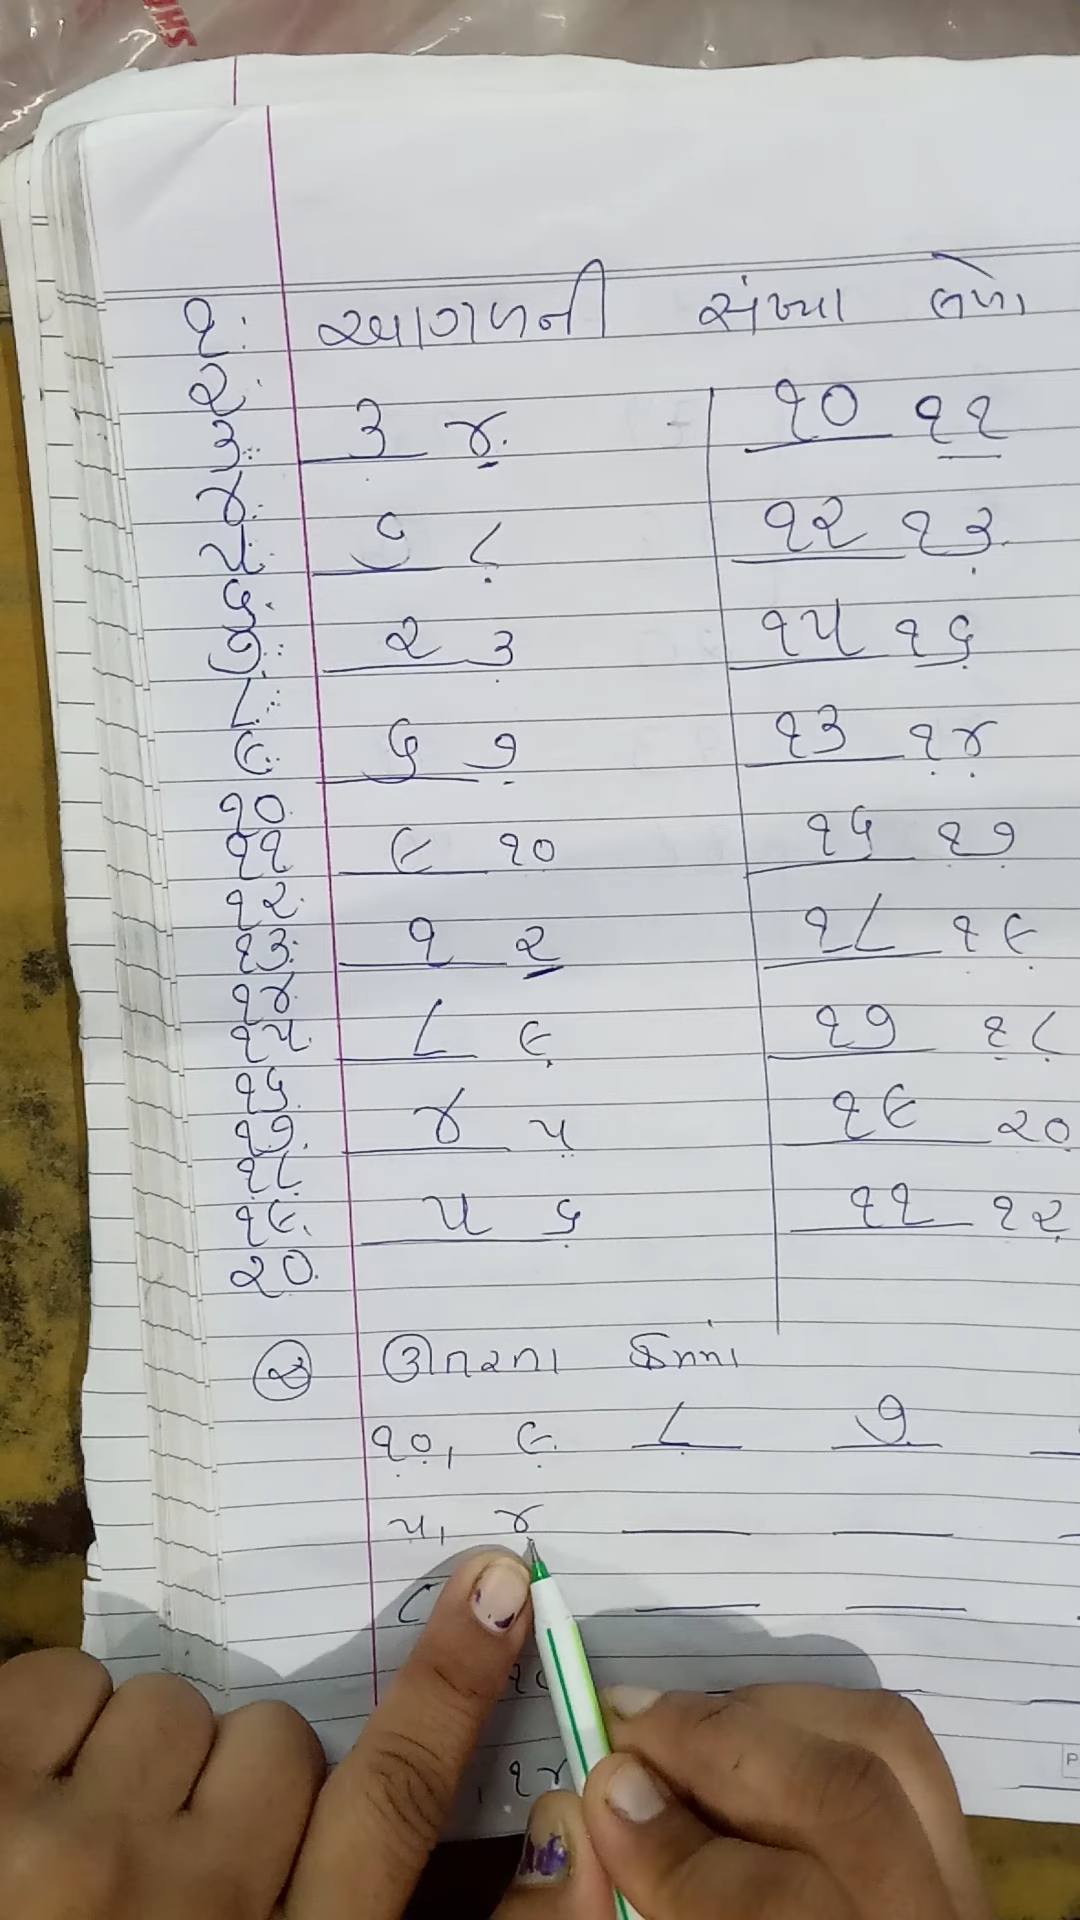 ૧. આગળની સંખ્યા લખો
૨.
૩. ૩ ૪. ૧૦ ૧૧
૪.
૫. ૭ ૮ ૧૨ ૧૩
૬.
૭. ૨ ૩ ૧૫ ૧૬
૮.
૯. ૬ ૭ ૧૩ ૧૪
૧૦.
૧૧ ૯ ૧૦ ૧૬ ૧૭
૧૨.
૧૩. ૧ ૨ ૧૮ ૧૯
૧૪
૧૫. ૮ ૯ ૧૭ ૧૮
૧૬.
૧૭. ૪ ૫ ૧૯ ૨૦
૧૮
૧૯. ૫ ૬ ૧૧ ૧૨
૨૦.
૨ ઊતરતા
૧૦, ૯ ૮ ૭
૫, ૪
૮
, ૧૪